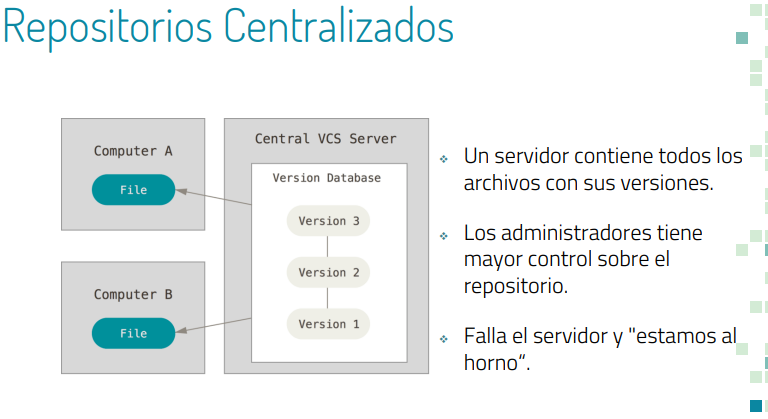 Repositorios Centralizados
Computer A
File
Computer B
File
Central VCS Server
Version Database
Version 3
Version 2
Version 1
Un servidor contiene todos los
archivos con sus versiones.
Los administradores tiene
mayor control sobre el
repositorio.
Falla el servidor y "estamos al
horno“.